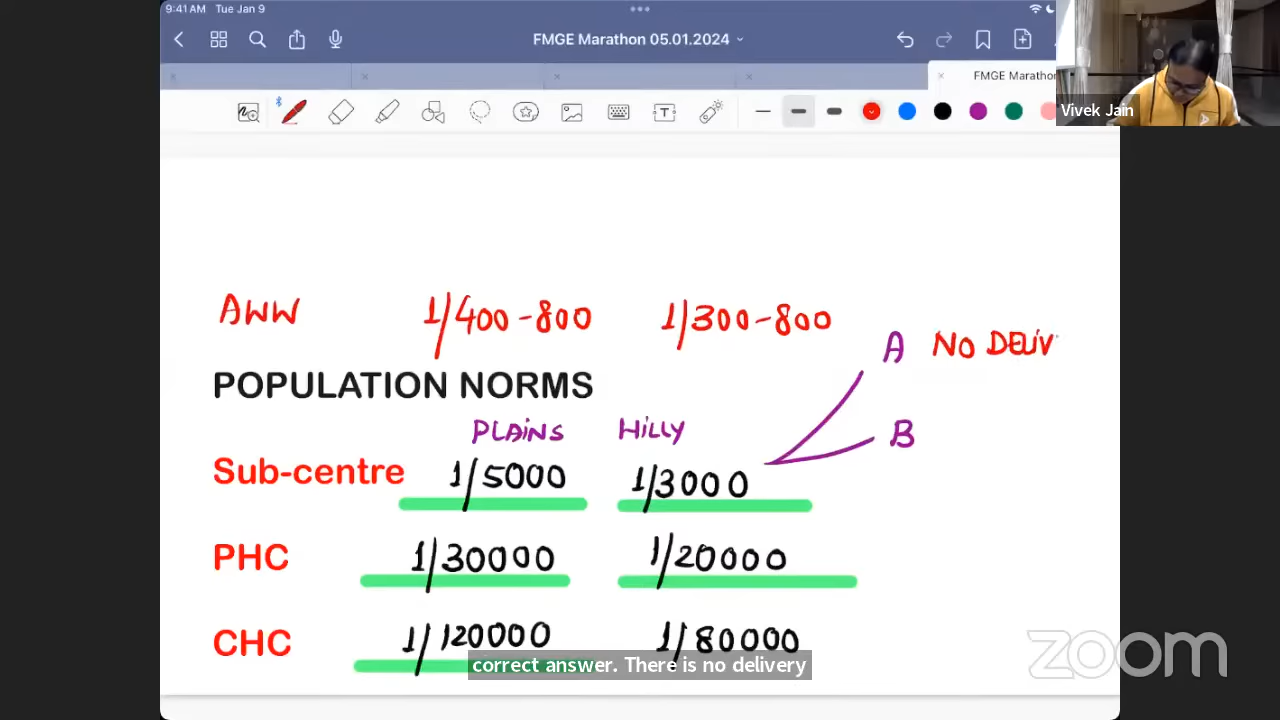 9:41 AM Tue Jan 9
FMGE Marathon 05.01.2024
FMGE Marathon
Vivek Jain
AWW 1/400-800 1/300-800
A NO DELIV
POPULATION NORMS
PLAINS HILLY
B
Sub-centre 1/5000 1/3000
PHC 1/30000 1/20000
CHC 1/120000 1/80000
correct answer. There is no delivery
zoom